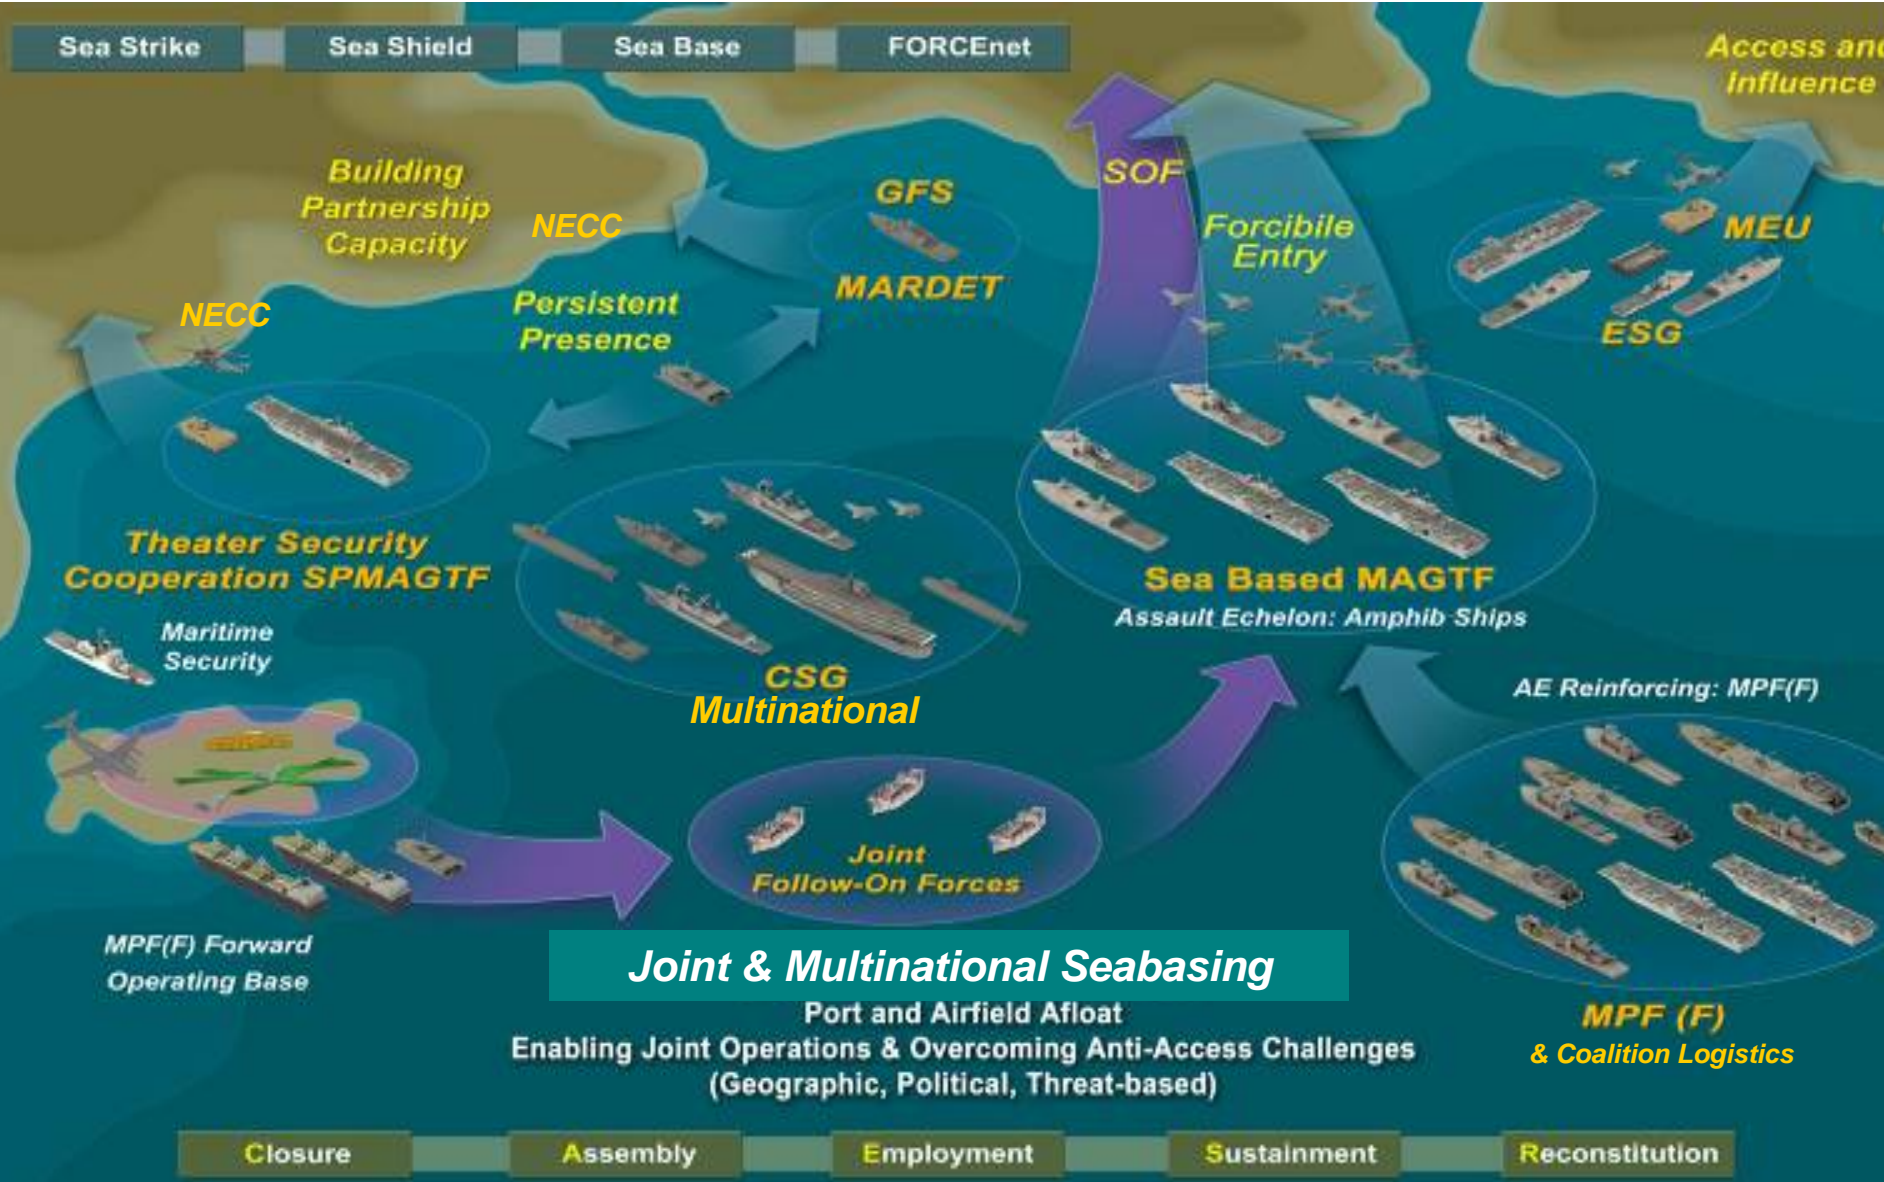 Sea Strike
Sea Shield
Sea Base
FORCEnet
Access and
Influence
Building
Partnership
Capacity
NECC
GFS
MARDET
SOF
Forcibile
Entry
MEU
ESG
NECC
Persistent
Presence
Theater Security
Cooperation SPMAGTF
Maritime
Security
CSG
Multinational
Sea Based MAGTF
Assault Echelon: Amphib Ships
AE Reinforcing: MPF(F)
Joint
Follow-On Forces
MPF(F) Forward
Operating Base
Joint & Multinational Seabasing
Port and Airfield Afloat
Enabling Joint Operations & Overcoming Anti-Access Challenges
(Geographic, Political, Threat-based)
MPF (F)
& Coalition Logistics
Closure
Assembly
Employment
Sustainment
Reconstitution